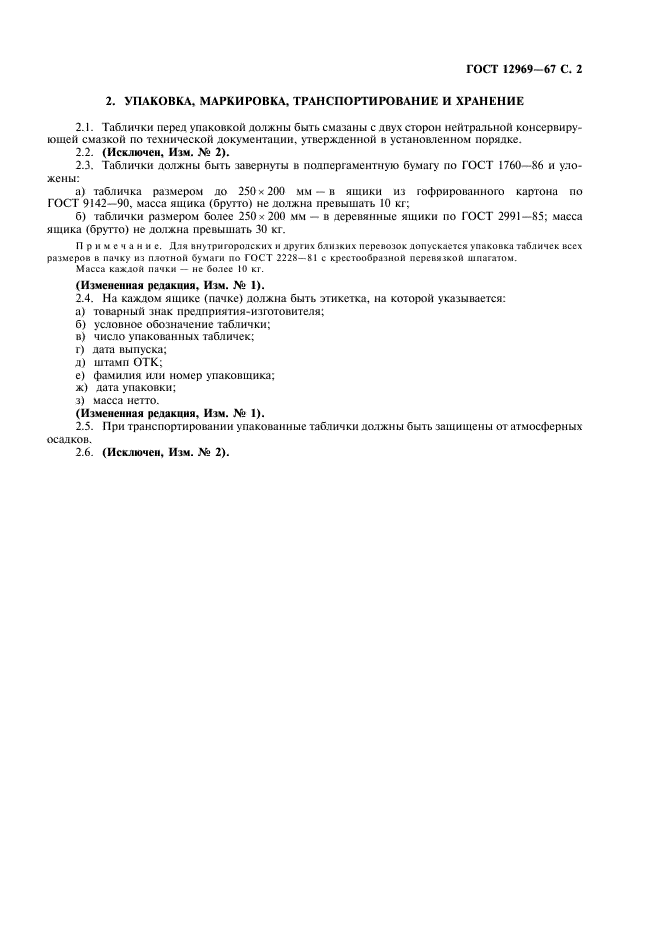 ГОСТ 12969—67 С. 2
2. УПАКОВКА, МАРКИРОВКА, ТРАНСПОРТИРОВАНИЕ И ХРАНЕНИЕ
2.1. Таблички перед упаковкой должны быть смазаны с двух сторон нейтральной консервиру-
ющей смазкой по технической документации, утвержденной в установленном порядке.
2.2. (Исключен, Изм. № 2).
2.3. Таблички должны быть завернуты в подпергаментную бумагу по ГОСТ 1760—86 и уло-
жены:
а) табличка размером до 250 × 200 мм — в ящики из гофрированного картона по
ГОСТ 9142—90, масса ящика (брутто) не должна превышать 10 кг;
б) таблички размером более 250 × 200 мм — в деревянные ящики по ГОСТ 2991—85; масса
ящика (брутто) не должна превышать 30 кг.
Примечание. Для внутригородских и других близких перевозок допускается упаковка табличек всех
размеров в пачку из плотной бумаги по ГОСТ 2228—81 с крестообразной перевязкой шпагатом.
Масса каждой пачки — не более 10 кг.
(Измененная редакция, Изм. № 1).
2.4. На каждом ящике (пачке) должна быть этикетка, на которой указывается:
а) товарный знак предприятия-изготовителя;
б) условное обозначение таблички;
в) число упакованных табличек;
г) дата выпуска;
д) штамп ОТК;
е) фамилия или номер упаковщика;
ж) дата упаковки;
з) масса нетто.
(Измененная редакция, Изм. № 1).
2.5. При транспортировании упакованные таблички должны быть защищены от атмосферных
осадков.
2.6. (Исключен, Изм. № 2).